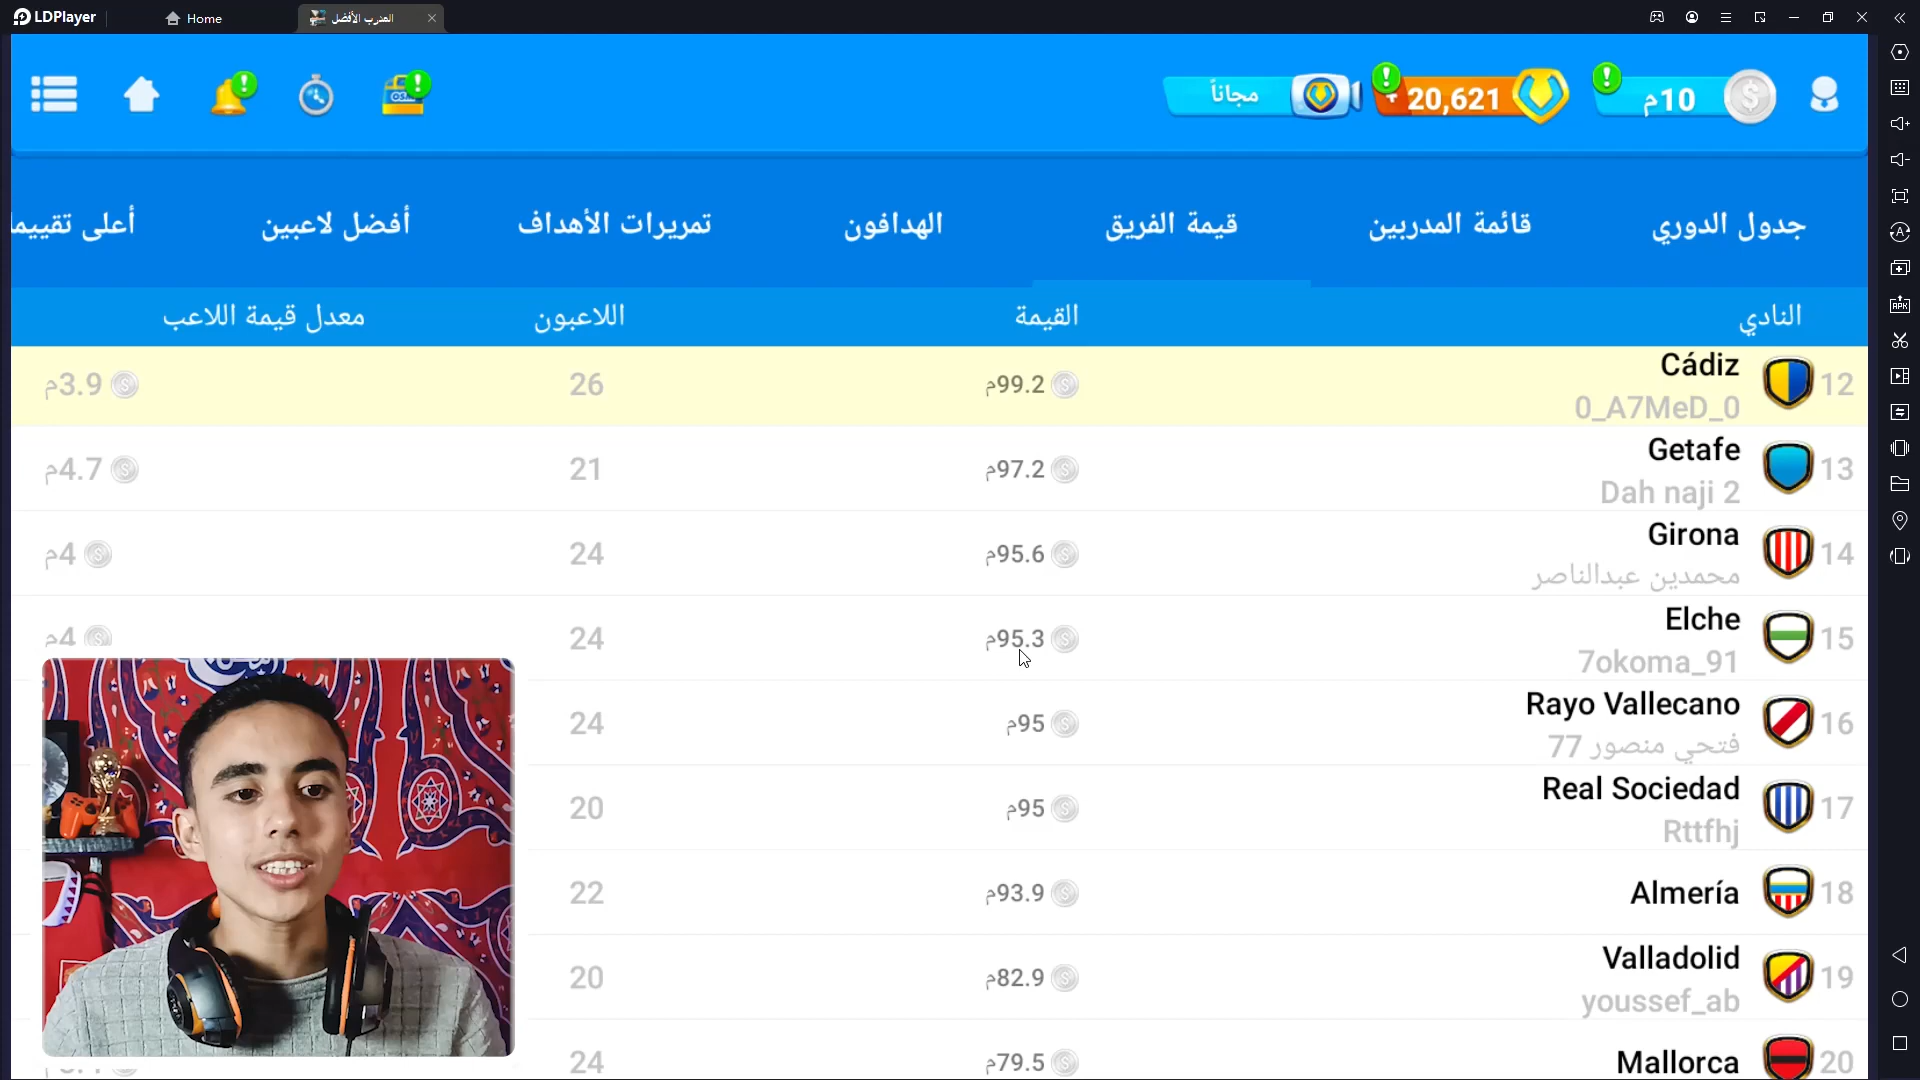 LDPlayer
Home
المدرب الأفضل
OSM
مجاناً
20,621
10م
جدول الدوري
قائمة المدربين
قيمة الفريق
الهدافون
تمريرات الأهداف
أفضل لاعبين
أعلى تقييما
النادي القيمة اللاعبون معدل قيمة اللاعب
12 Cádiz 99.2م 26 3.9م
0_A7MeD_0
13 Getafe 97.2م 21 4.7م
Dah naji 2
14 Girona 95.6م 24 4م
محمدين عبدالناصر
15 Elche 95.3م 24 4م
7okoma_91
16 Rayo Vallecano 95م 24
فتحي منصور 77
17 Real Sociedad 95م 20
Rttfhj
18 Almería 93.9م 22
19 Valladolid 82.9م 20
youssef_ab
20 Mallorca 79.5م 24